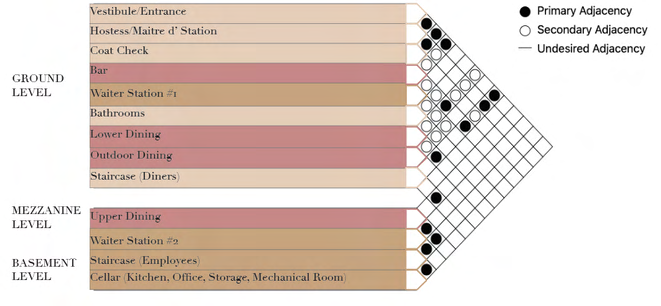 Vestibule/Entrance
Primary Adjacency
Hostess/Maitre d' Station
Secondary Adjacency
Coat Check
Undesired Adjacency
GROUND
LEVEL
Bar
Waiter Station #1
Bathrooms
Lower Dining
Outdoor Dining
Staircase (Diners)
MEZZANINE
LEVEL
Upper Dining
Waiter Station #2
BASEMENT
LEVEL
Staircase (Employees)
Cellar (Kitchen, Office, Storage, Mechanical Room)